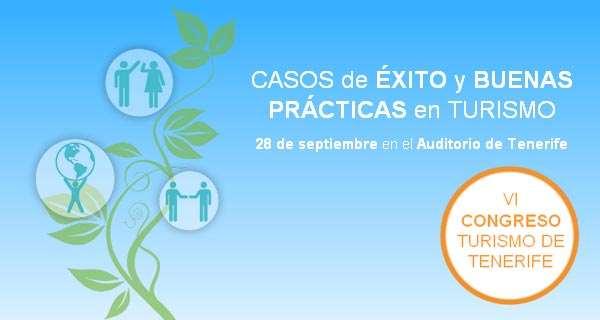 CASOS de ÉXITO y BUENAS
PRÁCTICAS en TURISMO
28 de septiembre en el Auditorio de Tenerife
VI
CONGRESO
TURISMO DE
TENERIFE